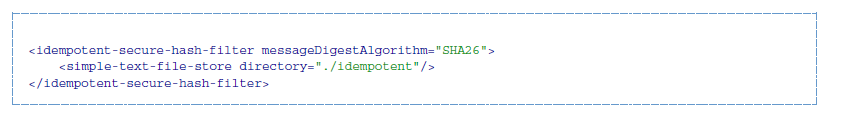 <idempotent-secure-hash-filter messageDigestAlgorithm="SHA26">
    <simple-text-file-store directory="./idempotent"/>
</idempotent-secure-hash-filter>